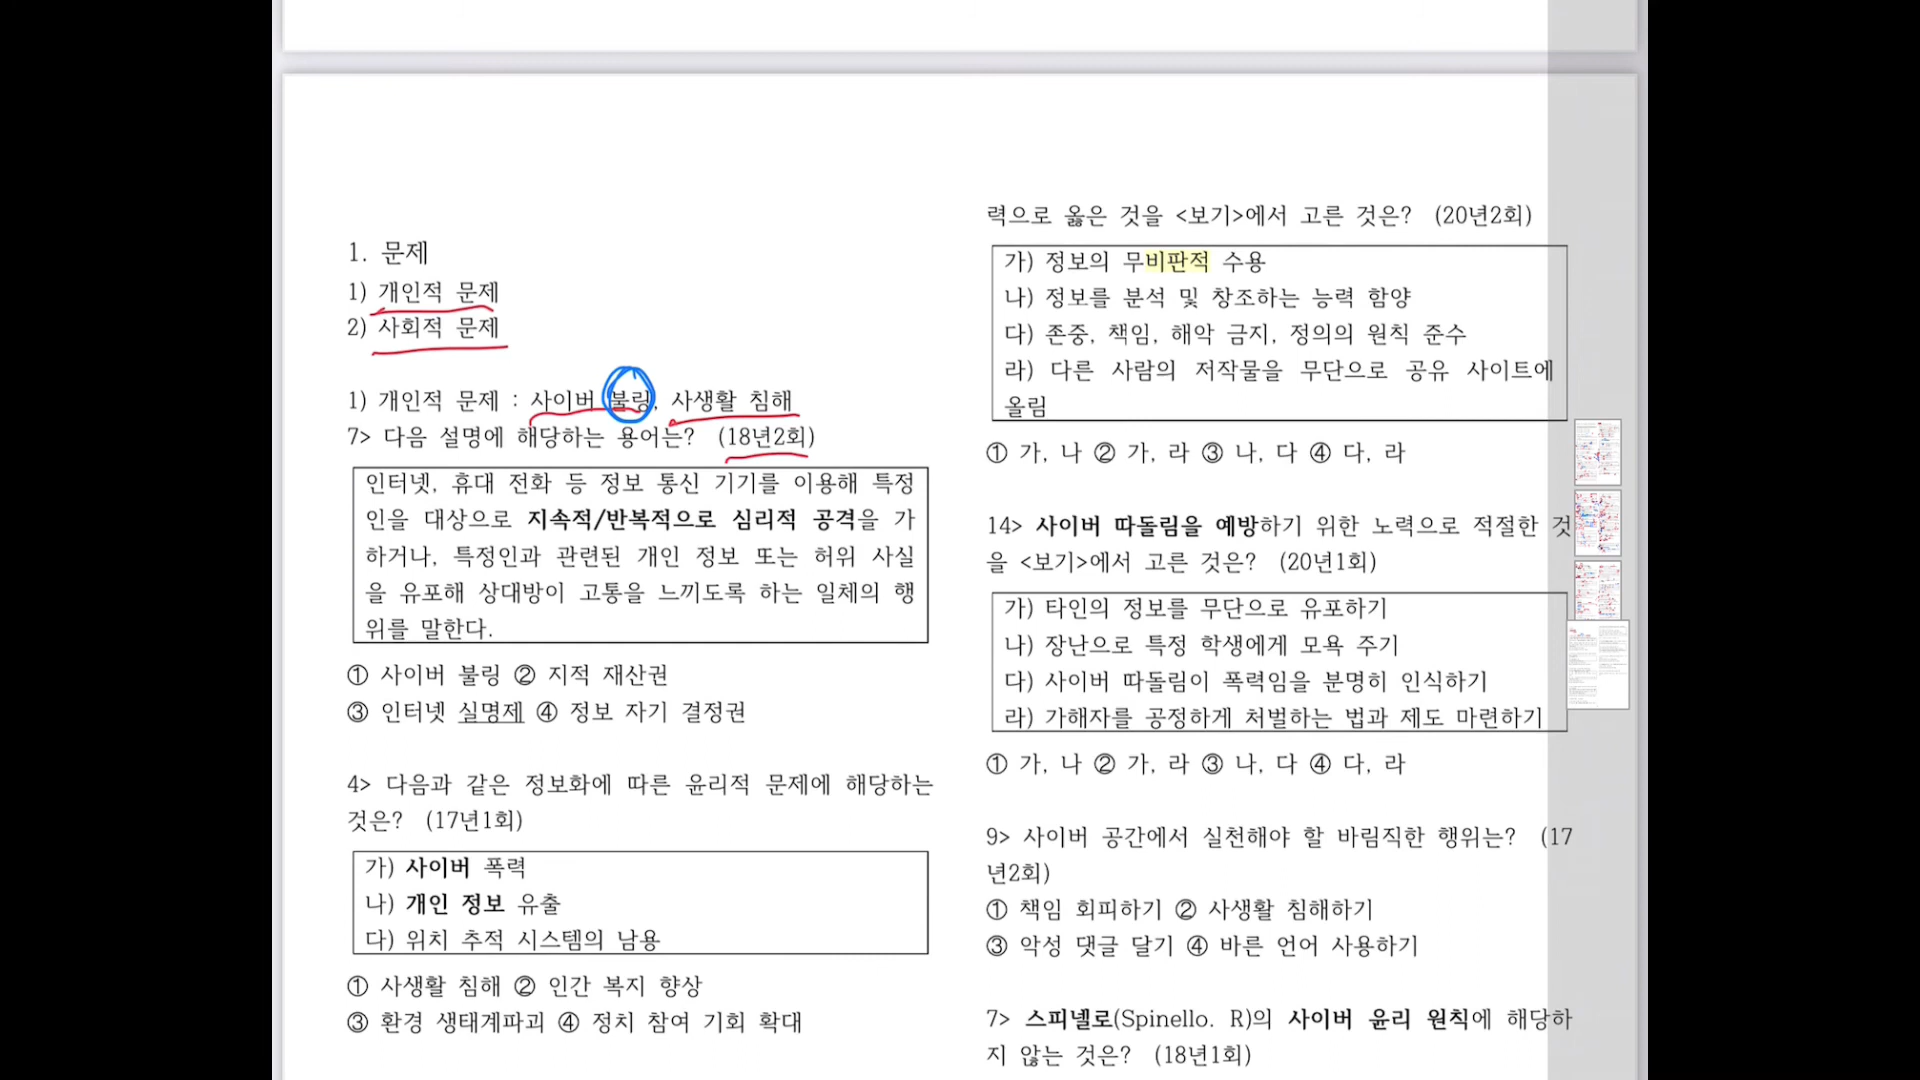 1. 문제
1) 개인적 문제
2) 사회적 문제
1) 개인적 문제 : 사이버 불링, 사생활 침해
7> 다음 설명에 해당하는 용어는? (18년2회)
인터넷, 휴대 전화 등 정보 통신 기기를 이용해 특정
인을 대상으로 지속적/반복적으로 심리적 공격을 가
하거나, 특정인과 관련된 개인 정보 또는 허위 사실
을 유포해 상대방이 고통을 느끼도록 하는 일체의 행
위를 말한다.
① 사이버 불링 ② 지적 재산권
③ 인터넷 실명제 ④ 정보 자기 결정권
4> 다음과 같은 정보화에 따른 윤리적 문제에 해당하는
것은? (17년1회)
가) 사이버 폭력
나) 개인 정보 유출
다) 위치 추적 시스템의 남용
① 사생활 침해 ② 인간 복지 향상
③ 환경 생태계파괴 ④ 정치 참여 기회 확대
력으로 옳은 것을 <보기>에서 고른 것은? (20년2회)
가) 정보의 무비판적 수용
나) 정보를 분석 및 창조하는 능력 함양
다) 존중, 책임, 해악 금지, 정의의 원칙 준수
라) 다른 사람의 저작물을 무단으로 공유 사이트에
올림
① 가, 나 ② 가, 라 ③ 나, 다 ④ 다, 라
14> 사이버 따돌림을 예방하기 위한 노력으로 적절한 것
을 <보기>에서 고른 것은? (20년1회)
가) 타인의 정보를 무단으로 유포하기
나) 장난으로 특정 학생에게 모욕 주기
다) 사이버 따돌림이 폭력임을 분명히 인식하기
라) 가해자를 공정하게 처벌하는 법과 제도 마련하기
① 가, 나 ② 가, 라 ③ 나, 다 ④ 다, 라
9> 사이버 공간에서 실천해야 할 바림직한 행위는? (17
년2회)
① 책임 회피하기 ② 사생활 침해하기
③ 악성 댓글 달기 ④ 바른 언어 사용하기
7> 스피넬로(Spinello. R)의 사이버 윤리 원칙에 해당하
지 않는 것은? (18년1회)